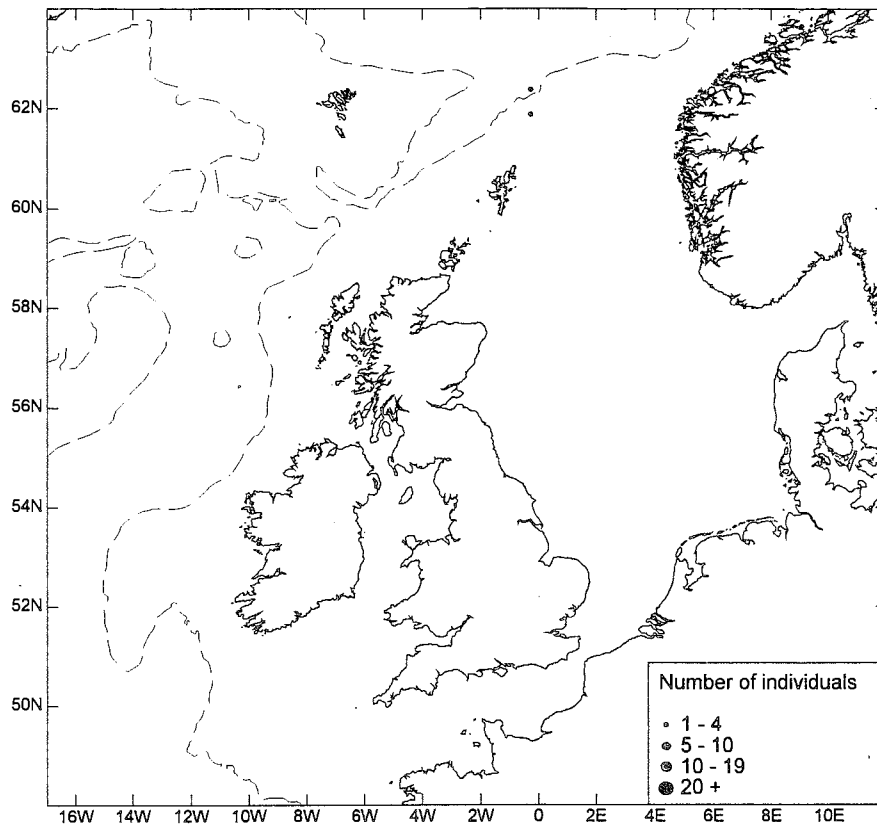 62N
60N
58N
56N
54N
52N
50N
Number of individuals
1 - 4
5 - 10
10 - 19
20 +
16W 14W 12W 10W 8W 6W 4W 2W 0 2E 4E 6E 8E 10E